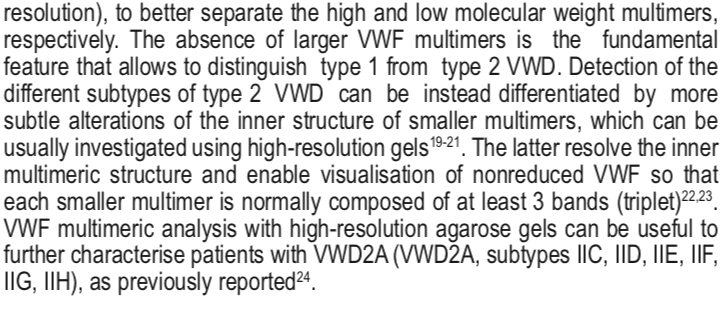 resolution), to better separate the high and low molecular weight multimers,
respectively. The absence of larger VWF multimers is the fundamental
feature that allows to distinguish type 1 from type 2 VWD. Detection of the
different subtypes of type 2 VWD can be instead differentiated by more
subtle alterations of the inner structure of smaller multimers, which can be
usually investigated using high-resolution gels19-21. The latter resolve the inner
multimeric structure and enable visualisation of nonreduced VWF so that
each smaller multimer is normally composed of at least 3 bands (triplet)22,23.
VWF multimeric analysis with high-resolution agarose gels can be useful to
further characterise patients with VWD2A (VWD2A, subtypes IIC, IID, IIE, IIF,
IIG, IIH), as previously reported24.